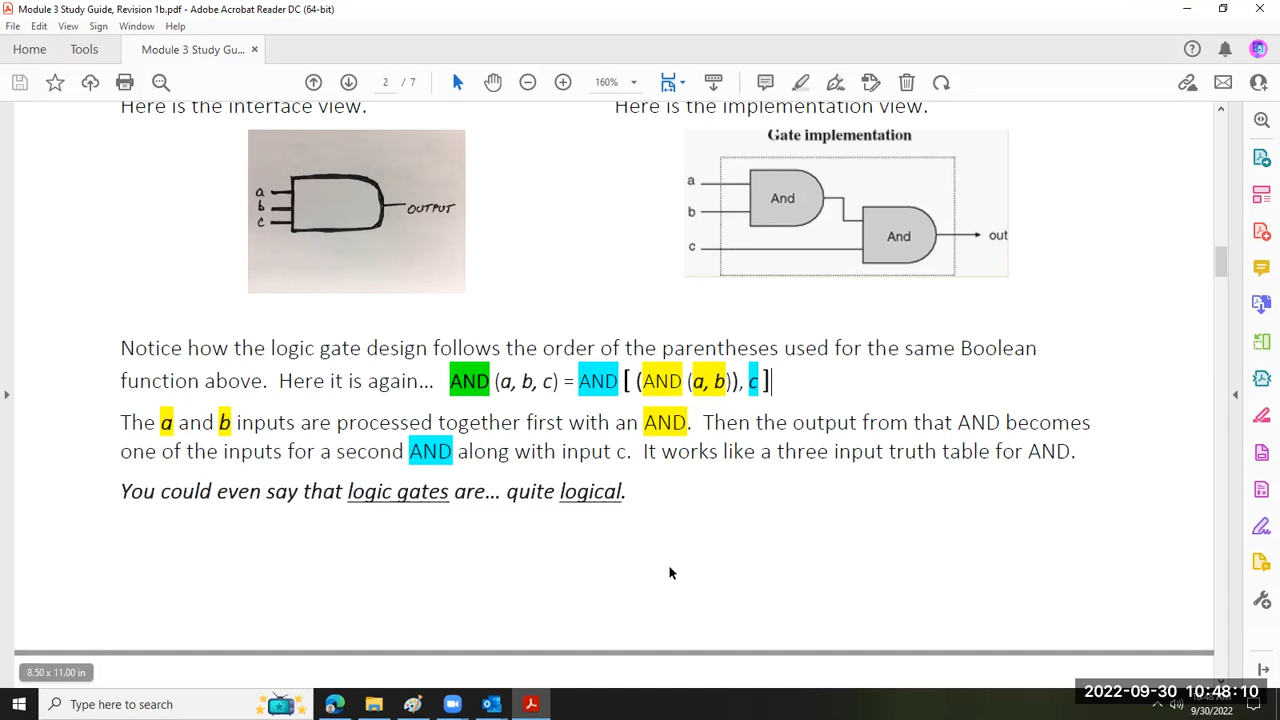 Module 3 Study Guide, Revision 1b.pdf - Adobe Acrobat Reader DC (64-bit)
File Edit View Sign Window Help
Home Tools Module 3 Study Gu... ×
2 / 7 160%
Here is the interface view. Here is the implementation view.
Gate implementation
a
b
c
OUTPUT
a
b
c
And
And
out
Notice how the logic gate design follows the order of the parentheses used for the same Boolean
function above. Here it is again... AND (a, b, c) = AND [ (AND (a, b)), c ]
The a and b inputs are processed together first with an AND. Then the output from that AND becomes
one of the inputs for a second AND along with input c. It works like a three input truth table for AND.
You could even say that logic gates are... quite logical.
8.50 x 11.00 in
Type here to search
2022-09-30 10:48:10
9/30/2022